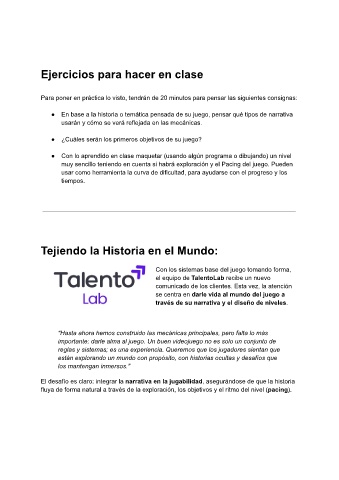 Ejercicios para hacer en clase
Para poner en práctica lo visto, tendrán de 20 minutos para pensar las siguientes consignas:
● En base a la historia o temática pensada de su juego, pensar qué tipos de narrativa
usarán y cómo se verá reflejada en las mecánicas.
● ¿Cuáles serán los primeros objetivos de su juego?
● Con lo aprendido en clase maquetar (usando algún programa o dibujando) un nivel
muy sencillo teniendo en cuenta si habrá exploración y el Pacing del juego. Pueden
usar como herramienta la curva de dificultad, para ayudarse con el progreso y los
tiempos.
Tejiendo la Historia en el Mundo:
Talento
Lab
Con los sistemas base del juego tomando forma,
el equipo de TalentoLab recibe un nuevo
comunicado de los clientes. Esta vez, la atención
se centra en darle vida al mundo del juego a
través de su narrativa y el diseño de niveles.
"Hasta ahora hemos construido las mecánicas principales, pero falta lo más
importante: darle alma al juego. Un buen videojuego no es solo un conjunto de
reglas y sistemas; es una experiencia. Queremos que los jugadores sientan que
están explorando un mundo con propósito, con historias ocultas y desafíos que
los mantengan inmersos."
El desafío es claro: integrar la narrativa en la jugabilidad, asegurándose de que la historia
fluya de forma natural a través de la exploración, los objetivos y el ritmo del nivel (pacing).